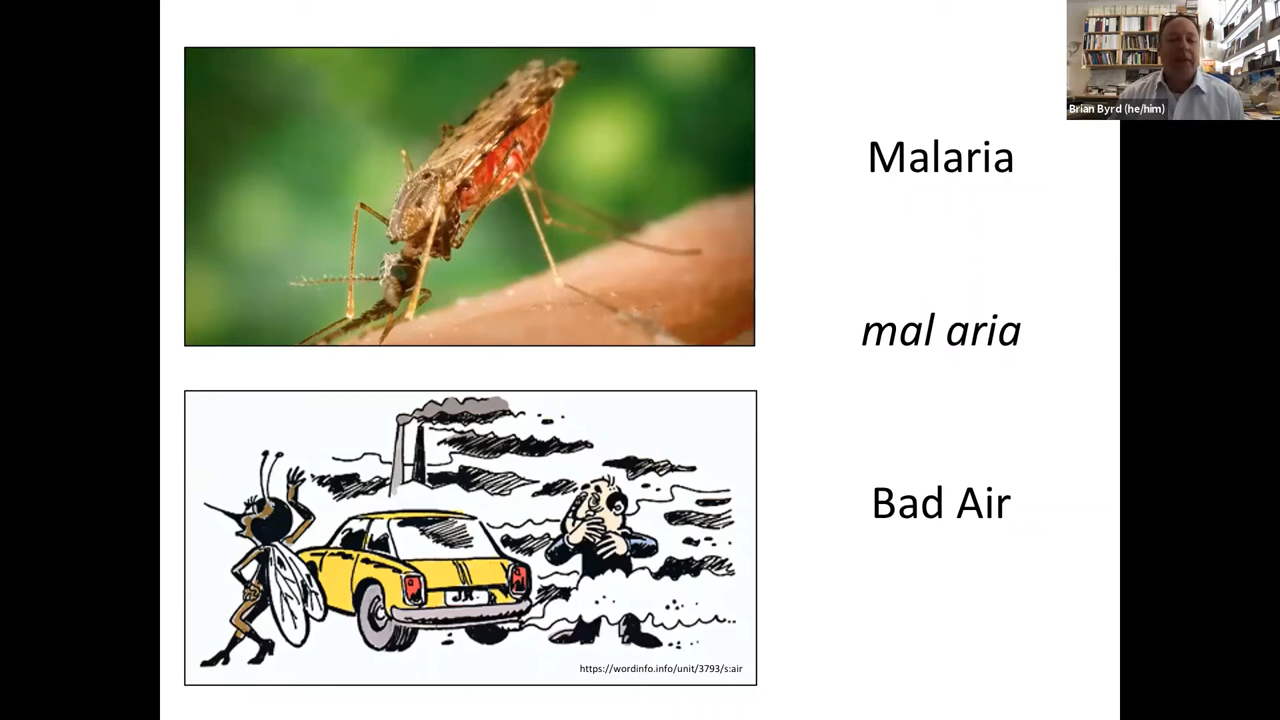 Brian Byrd (he/him)
Malaria
mal aria
Bad Air
https://wordinfo.info/unit/3793/s:air